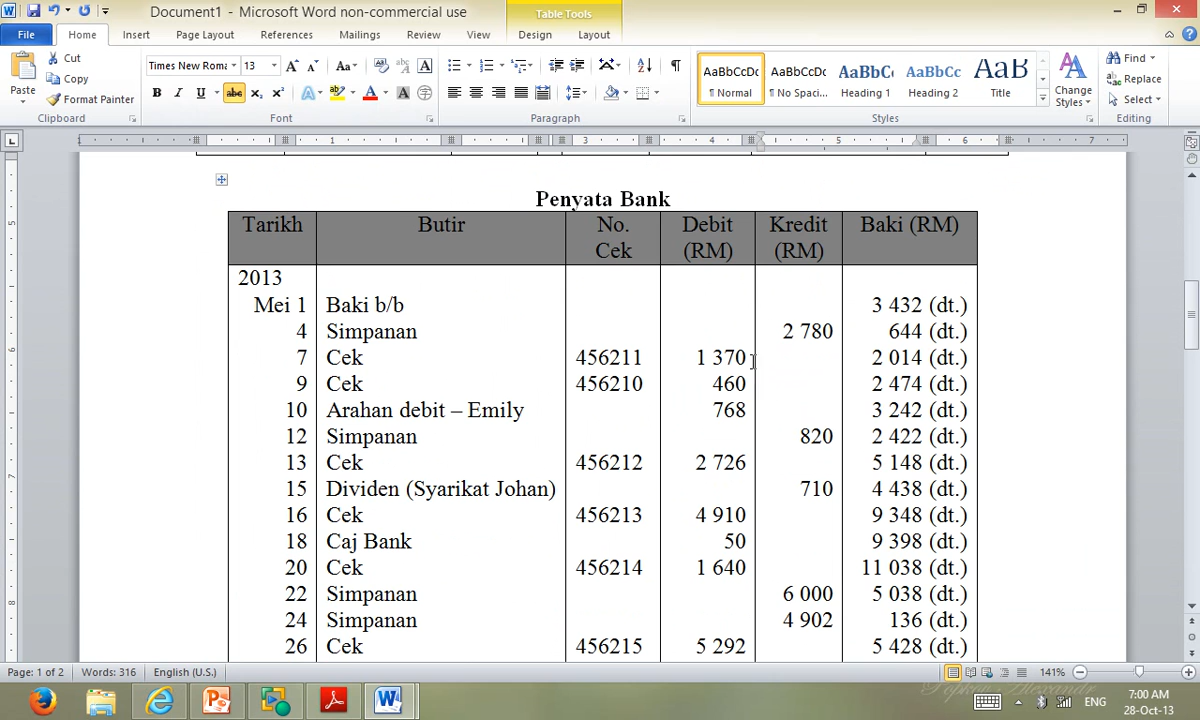 Document1 - Microsoft Word non-commercial use
Table Tools
File Home Insert Page Layout References Mailings Review View Design Layout
Paste
Cut
Copy
Format Painter
Clipboard
Times New Roma 13
Font
Paragraph
AaBbCcDc AaBbCcDc AaBbCc AaBbCc AaB
¶ Normal ¶ No Spaci... Heading 1 Heading 2 Title
Change Styles
Styles
Find
Replace
Select
Editing
1 1 3 4 5 6 7
Penyata Bank
Tarikh Butir No. Cek Debit (RM) Kredit (RM) Baki (RM)
2013
Mei 1 Baki b/b 3 432 (dt.)
4 Simpanan 2 780 644 (dt.)
7 Cek 456211 1 370 2 014 (dt.)
9 Cek 456210 460 2 474 (dt.)
10 Arahan debit – Emily 768 3 242 (dt.)
12 Simpanan 820 2 422 (dt.)
13 Cek 456212 2 726 5 148 (dt.)
15 Dividen (Syarikat Johan) 710 4 438 (dt.)
16 Cek 456213 4 910 9 348 (dt.)
18 Caj Bank 50 9 398 (dt.)
20 Cek 456214 1 640 11 038 (dt.)
22 Simpanan 6 000 5 038 (dt.)
24 Simpanan 4 902 136 (dt.)
26 Cek 456215 5 292 5 428 (dt.)
Page: 1 of 2 Words: 316 English (U.S.) 141%
ENG
7:00 AM
28-Oct-13